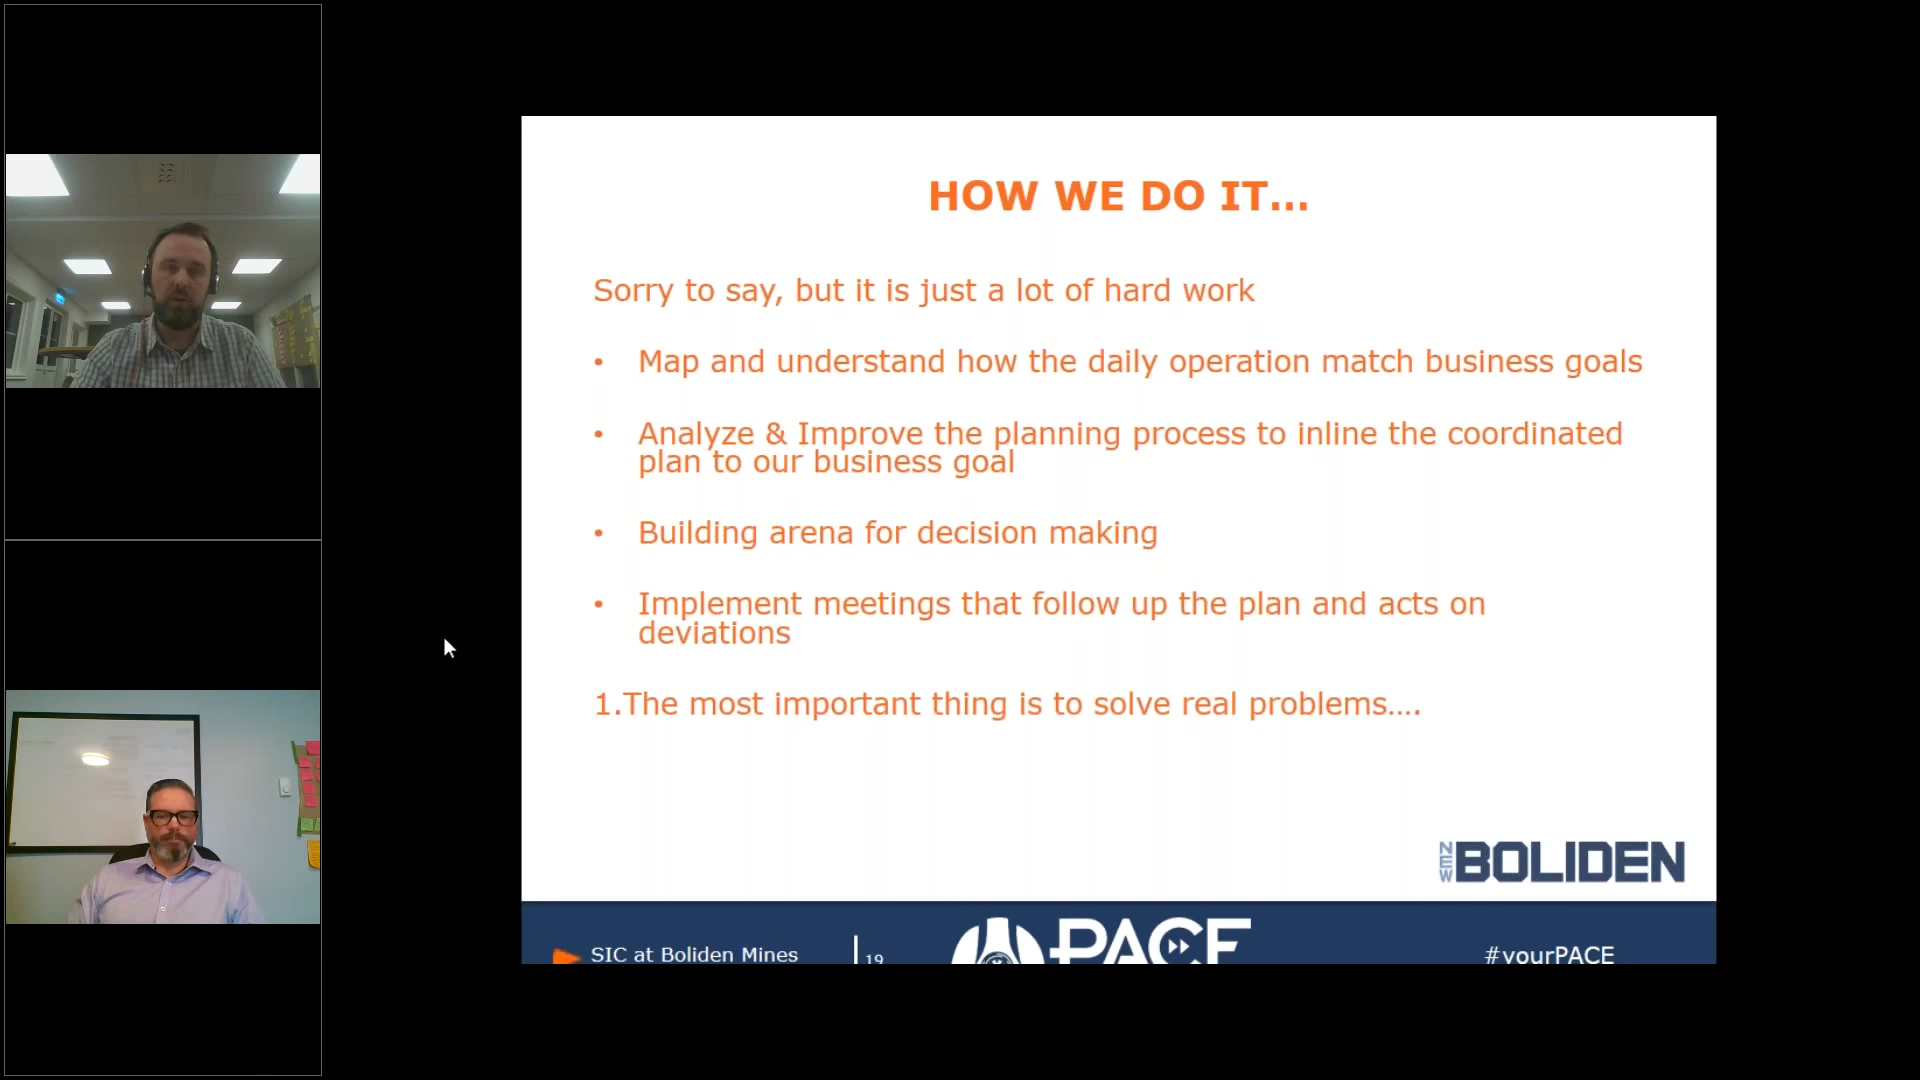 HOW WE DO IT...
Sorry to say, but it is just a lot of hard work
• Map and understand how the daily operation match business goals
• Analyze & Improve the planning process to inline the coordinated
plan to our business goal
• Building arena for decision making
• Implement meetings that follow up the plan and acts on
deviations
1.The most important thing is to solve real problems....
NEW BOLIDEN
SIC at Boliden Mines
19
PACE
#yourPACE